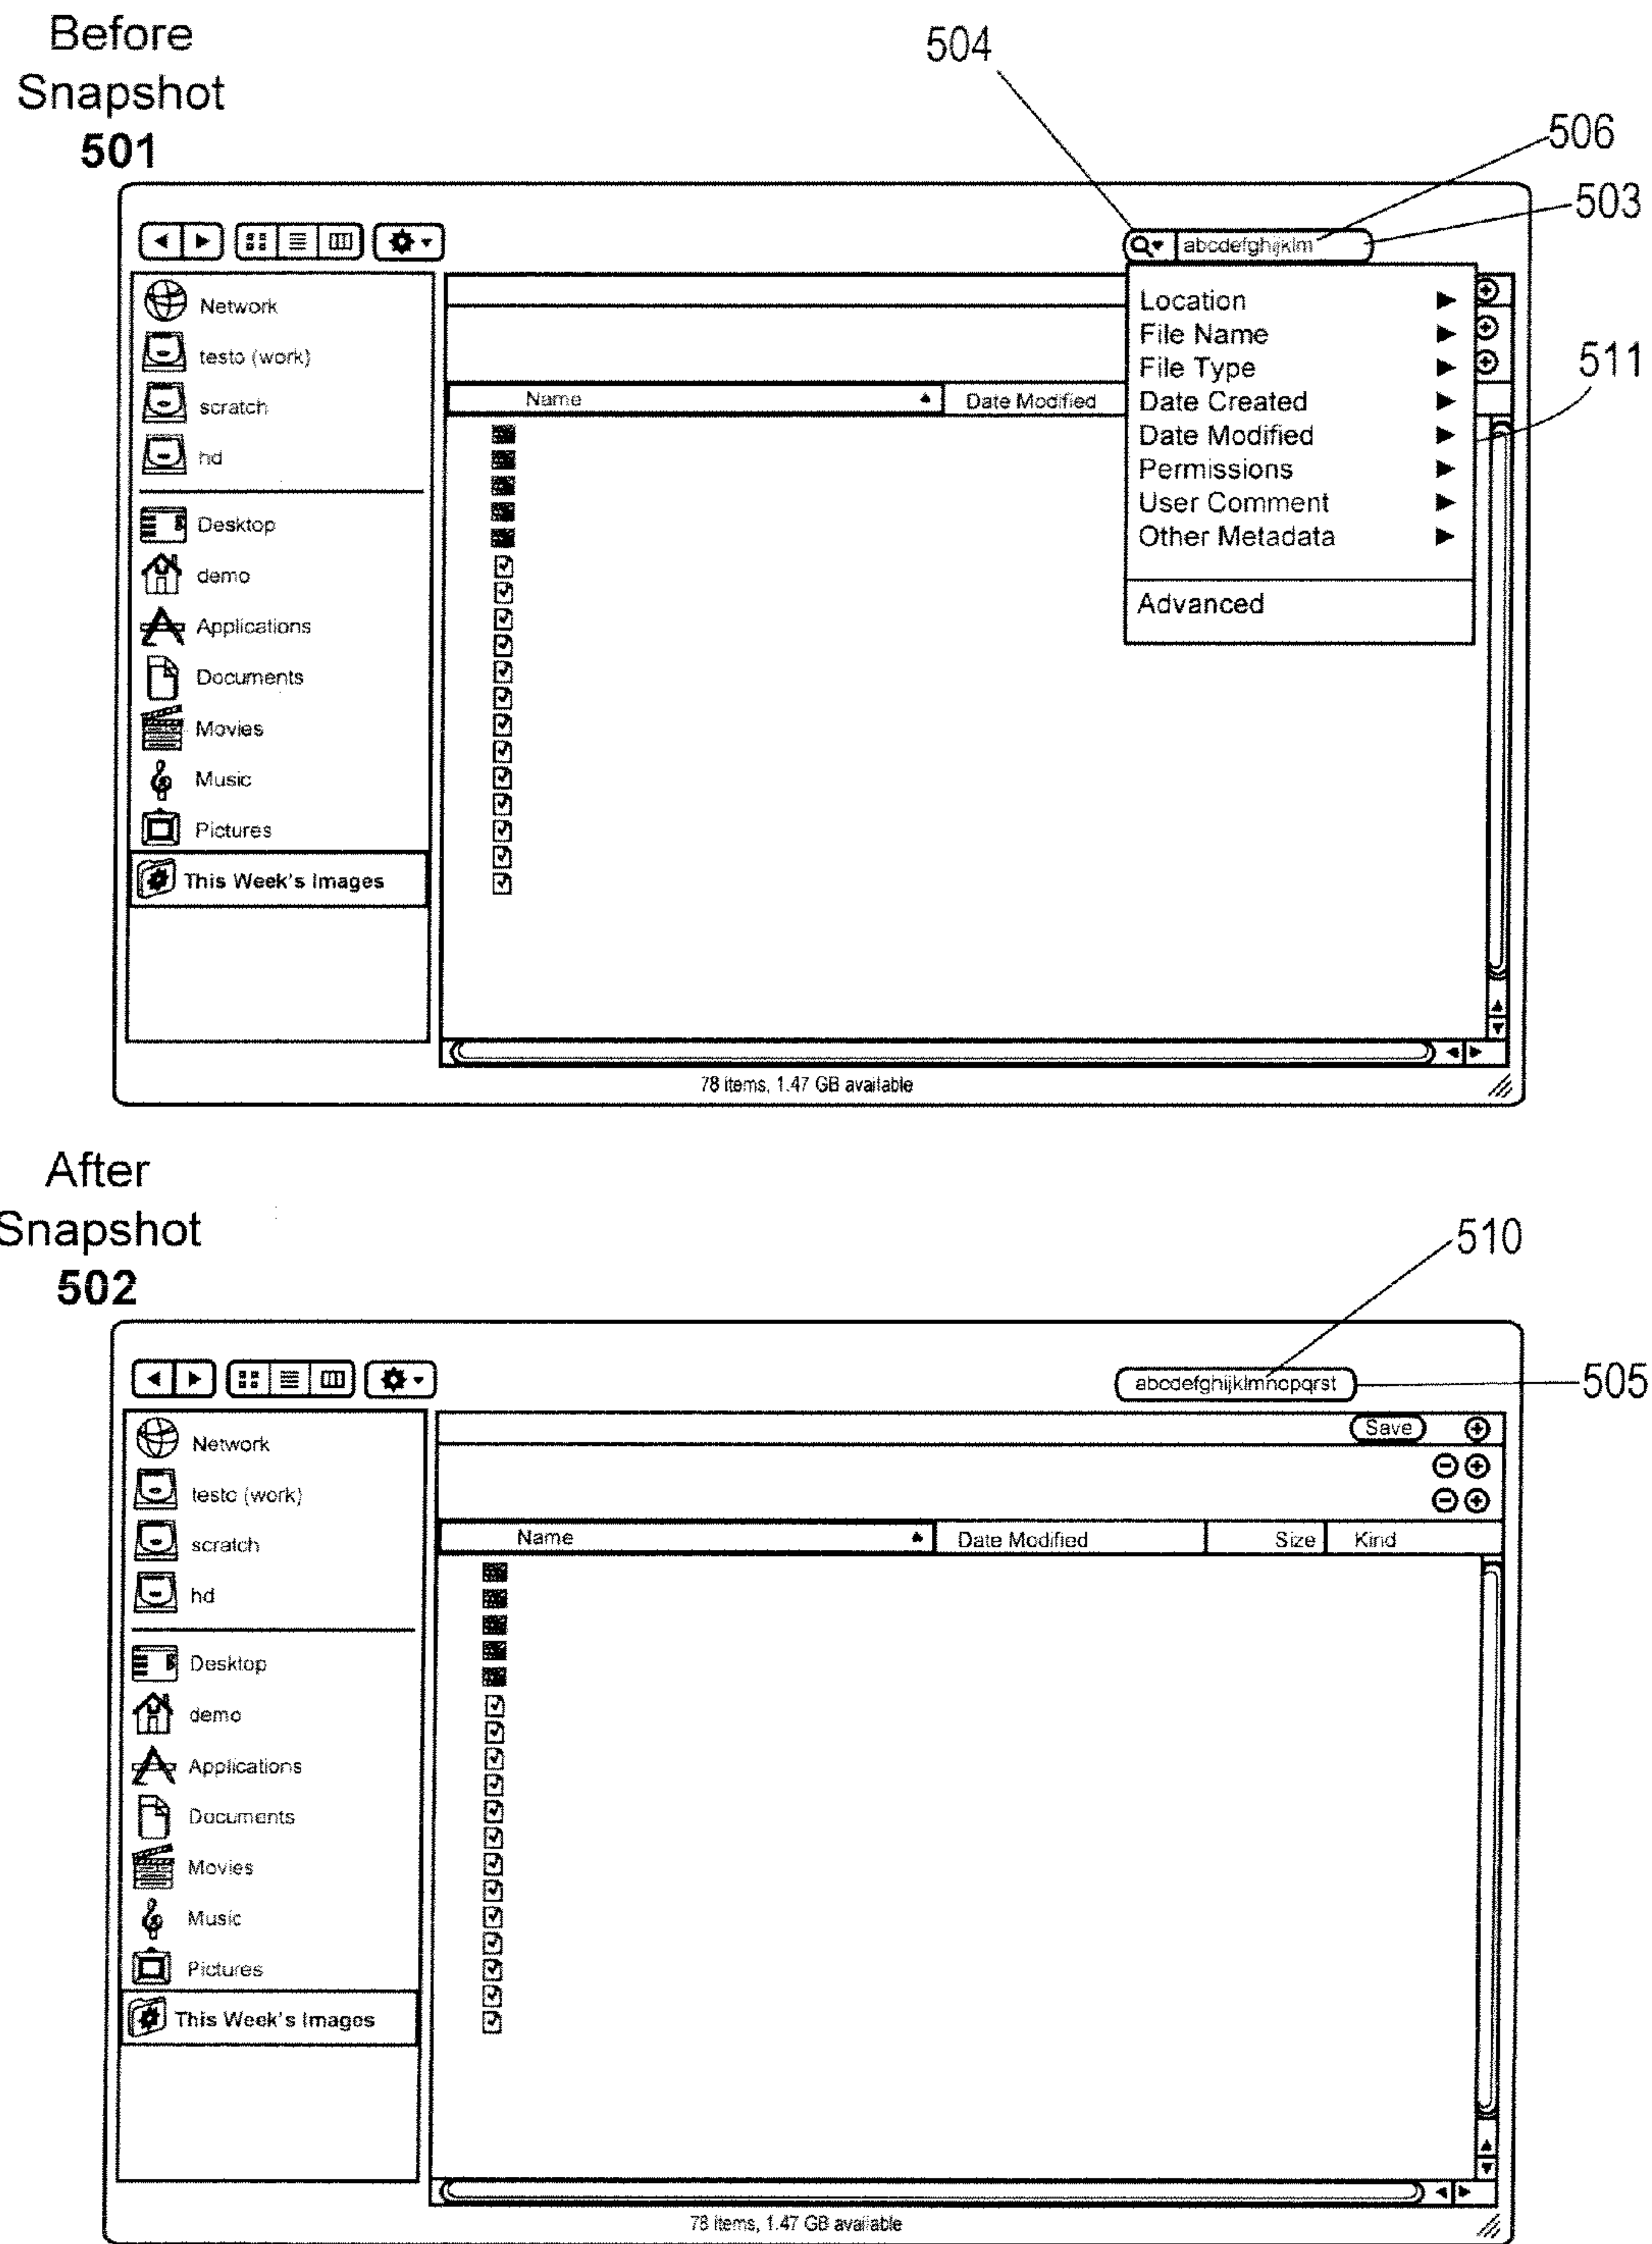 Before
Snapshot
501
504
506
503
abcdefghijklm
Network
testo (work)
scratch
hd
Desktop
demo
Applications
Documents
Movies
Music
Pictures
This Week's Images
Name
Date Modified
Location
File Name
File Type
Date Created
Date Modified
Permissions
User Comment
Other Metadata
Advanced
511
78 items, 1.47 GB available
After
Snapshot
502
510
505
abcdefghijklmnopqrst
Save
Network
testo (work)
scratch
hd
Desktop
demo
Applications
Documents
Movies
Music
Pictures
This Week's Images
Name
Date Modified
Size
Kind
78 items, 1.47 GB available